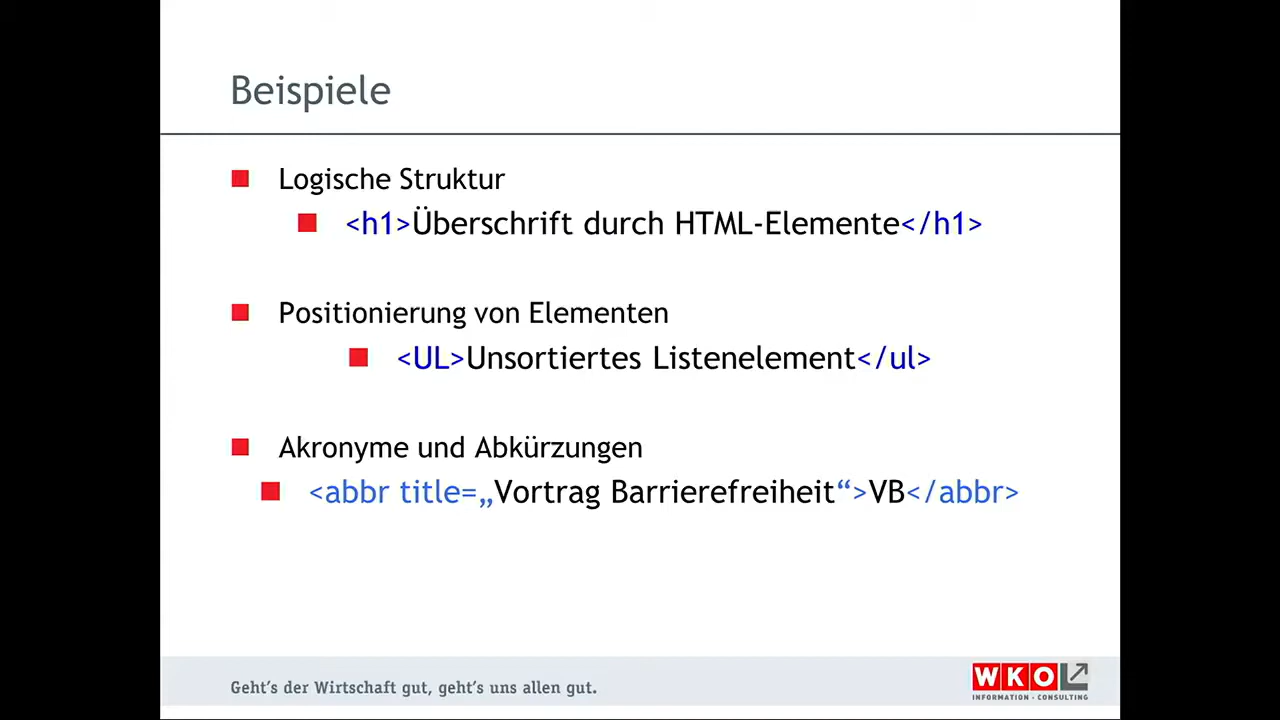 Beispiele
Logische Struktur
<h1>Überschrift durch HTML-Elemente</h1>
Positionierung von Elementen
<UL>Unsortiertes Listenelement</ul>
Akronyme und Abkürzungen
<abbr title=„Vortrag Barrierefreiheit“>VB</abbr>
Geht's der Wirtschaft gut, geht's uns allen gut.
WKO
INFORMATION · CONSULTING